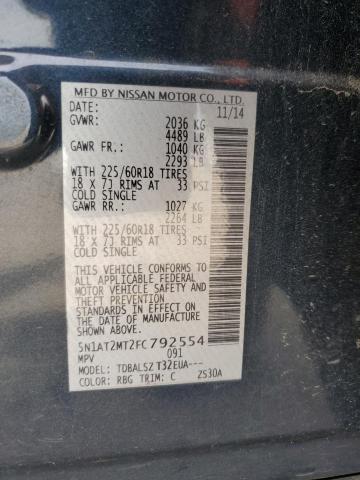 MFD BY NISSAN MOTOR CO., LTD.
DATE: 11/14
GVWR: 2036 KG
4489 LB
GAWR FR.: 1040 KG
2293 LB
WITH 225/60R18 TIRES
18 X 7J RIMS AT 33 PSI
COLD SINGLE
GAWR RR.: 1027 KG
2264 LB
WITH 225/60R18 TIRES
18 X 7J RIMS AT 33 PSI
COLD SINGLE
THIS VEHICLE CONFORMS TO
ALL APPLICABLE FEDERAL
MOTOR VEHICLE SAFETY
STANDARDS IN EFFECT ON
THE DATE OF MANUFACTURE
SHOWN ABOVE.
5N1AT2MT2FC792554
MPV 091
MODEL: TDBALSZ T32EUA---
COLOR: RBG TRIM: C ZS30A